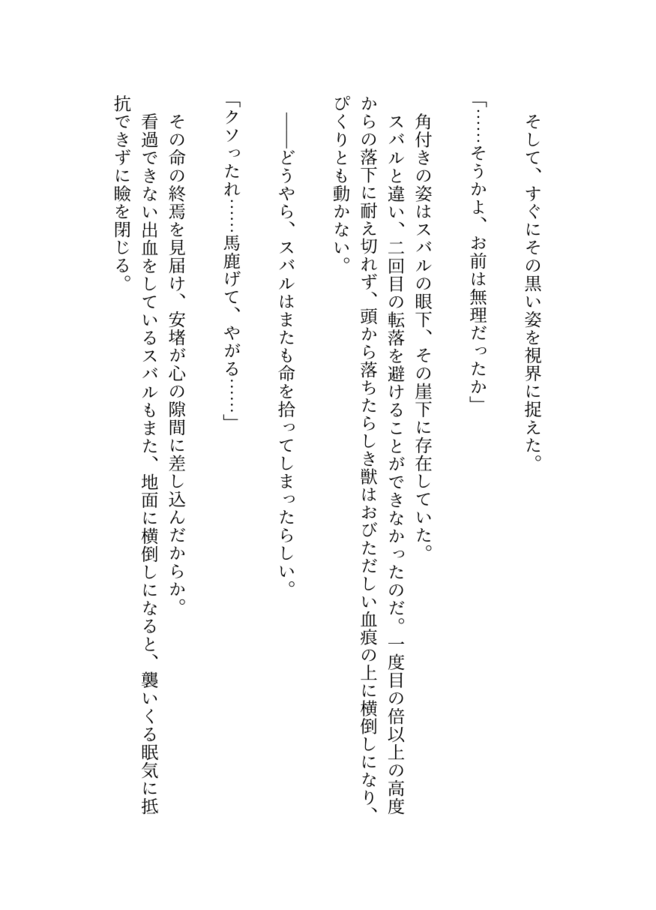 そして、すぐにその黒い姿を視界に捉えた。
「……そうかよ、お前は無理だったか」
角付きの姿はスバルの眼下、その崖下に存在していた。
スバルと違い、二回目の転落を避けることができなかったのだ。一度目の倍以上の高度
からの落下に耐え切れず、頭から落ちたらしき獣はおびただしい血痕の上に横倒しになり、
ぴくりとも動かない。
――どうやら、スバルはまたも命を拾ってしまったらしい。
「クソったれ……馬鹿げて、やがる……」
その命の終焉を見届け、安堵が心の隙間に差し込んだからか。
看過できない出血をしているスバルもまた、地面に横倒しになると、襲いくる眠気に抵
抗できずに瞼を閉じる。